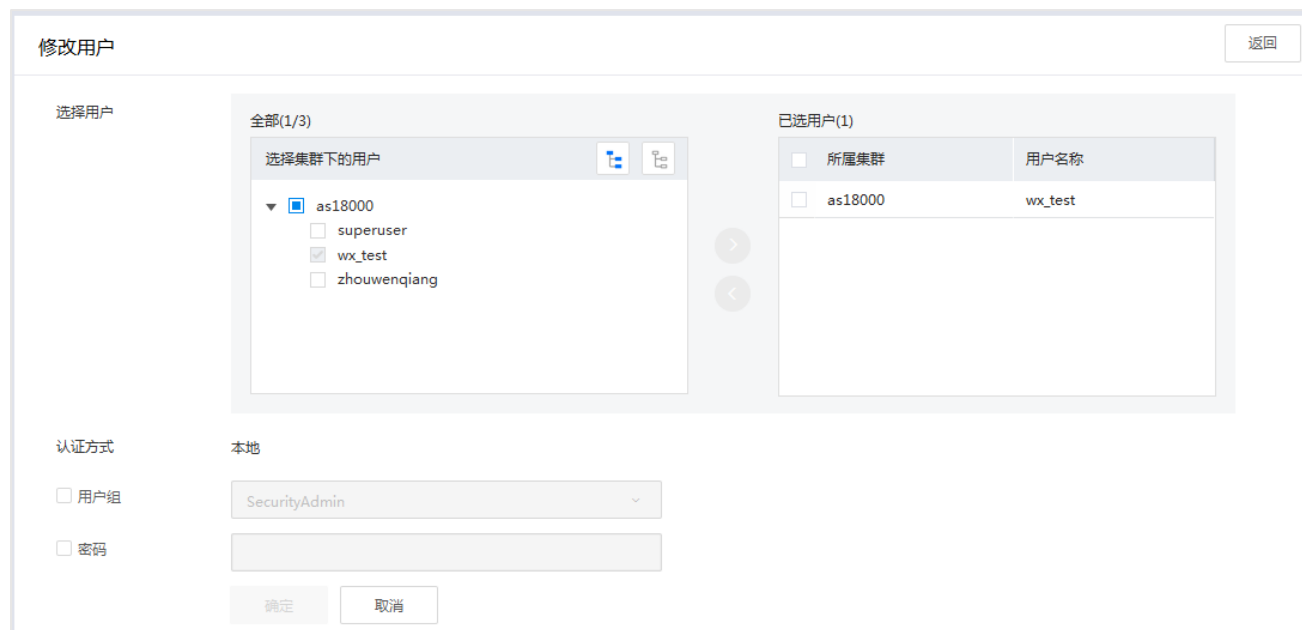 修改用户
返回
选择用户
全部(1/3)
已选用户(1)
选择集群下的用户
所属集群 用户名称
as18000
superuser
wx_test
zhouwenqiang
as18000 wx_test
认证方式 本地
用户组 SecurityAdmin
密码
确定 取消